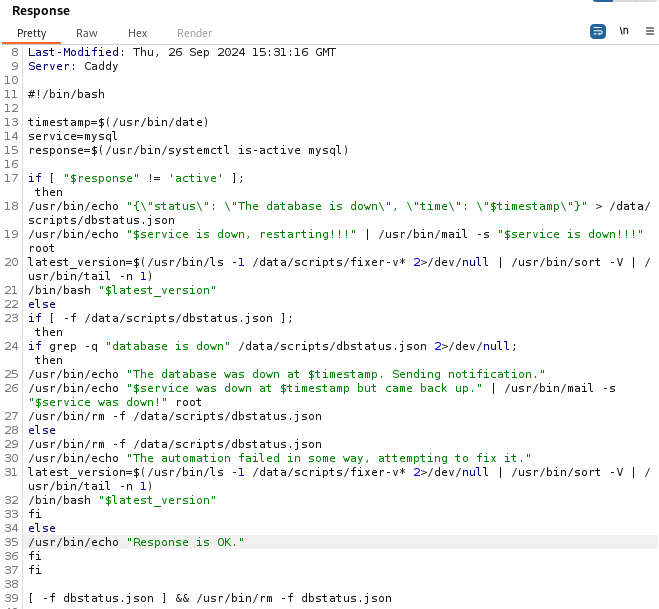 Response
Pretty Raw Hex Render \n
8 Last-Modified: Thu, 26 Sep 2024 15:31:16 GMT
9 Server: Caddy
10
11 #!/bin/bash
12
13 timestamp=$(/usr/bin/date)
14 service=mysql
15 response=$(/usr/bin/systemctl is-active mysql)
16
17 if [ "$response" != 'active' ];
then
18 /usr/bin/echo "{\"status\": \"The database is down\", \"time\": \"$timestamp\"}" > /data/
scripts/dbstatus.json
19 /usr/bin/echo "$service is down, restarting!!!" | /usr/bin/mail -s "$service is down!!!"
root
20 latest_version=$(/usr/bin/ls -1 /data/scripts/fixer-v* 2>/dev/null | /usr/bin/sort -V | /
usr/bin/tail -n 1)
21 /bin/bash "$latest_version"
22 else
23 if [ -f /data/scripts/dbstatus.json ];
then
24 if grep -q "database is down" /data/scripts/dbstatus.json 2>/dev/null;
then
25 /usr/bin/echo "The database was down at $timestamp. Sending notification."
26 /usr/bin/echo "$service was down at $timestamp but came back up." | /usr/bin/mail -s
"$service was down!" root
27 /usr/bin/rm -f /data/scripts/dbstatus.json
28 else
29 /usr/bin/rm -f /data/scripts/dbstatus.json
30 /usr/bin/echo "The automation failed in some way, attempting to fix it."
31 latest_version=$(/usr/bin/ls -1 /data/scripts/fixer-v* 2>/dev/null | /usr/bin/sort -V | /
usr/bin/tail -n 1)
32 /bin/bash "$latest_version"
33 fi
34 else
35 /usr/bin/echo "Response is OK."
36 fi
37 fi
38
39 [ -f dbstatus.json ] && /usr/bin/rm -f dbstatus.json